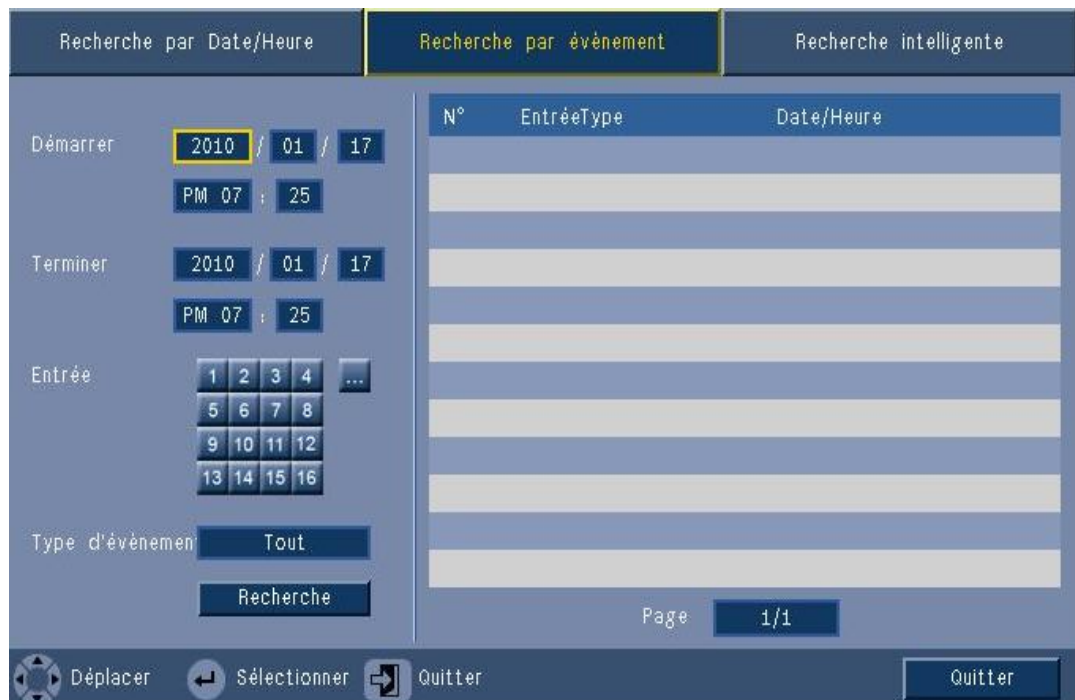 Recherche par Date/Heure
Recherche par évènement
Recherche intelligente
Démarrer 2010 / 01 / 17
PM 07 : 25
Terminer 2010 / 01 / 17
PM 07 : 25
Entrée
1 2 3 4 ...
5 6 7 8
9 10 11 12
13 14 15 16
Type d'évènemen Tout
Recherche
N° EntréeType Date/Heure
Page 1/1
Déplacer Sélectionner Quitter Quitter